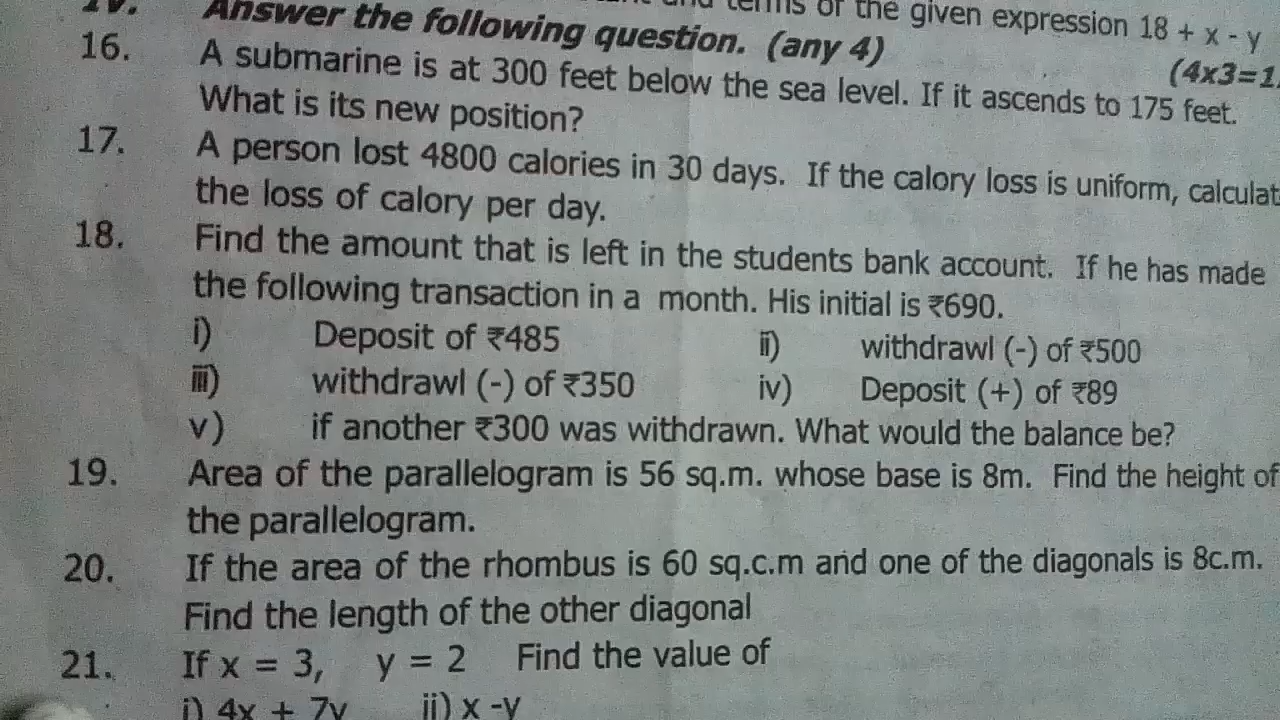 terms of the given expression 18 + x - y
IV. Answer the following question. (any 4) (4x3=1
16. A submarine is at 300 feet below the sea level. If it ascends to 175 feet.
What is its new position?
17. A person lost 4800 calories in 30 days. If the calory loss is uniform, calculat
the loss of calory per day.
18. Find the amount that is left in the students bank account. If he has made
the following transaction in a month. His initial is ₹690.
i) Deposit of ₹485 ii) withdrawl (-) of ₹500
iii) withdrawl (-) of ₹350 iv) Deposit (+) of ₹89
v) if another ₹300 was withdrawn. What would the balance be?
19. Area of the parallelogram is 56 sq.m. whose base is 8m. Find the height of
the parallelogram.
20. If the area of the rhombus is 60 sq.c.m and one of the diagonals is 8c.m.
Find the length of the other diagonal
21. If x = 3, y = 2 Find the value of
i) 4x + 7y ii) x -y